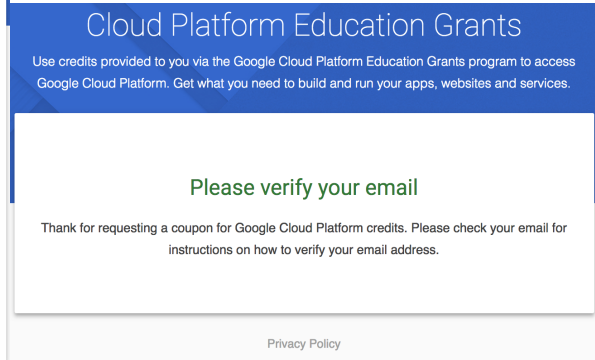 Cloud Platform Education Grants
Use credits provided to you via the Google Cloud Platform Education Grants program to access
Google Cloud Platform. Get what you need to build and run your apps, websites and services.
Please verify your email
Thank for requesting a coupon for Google Cloud Platform credits. Please check your email for
instructions on how to verify your email address.
Privacy Policy